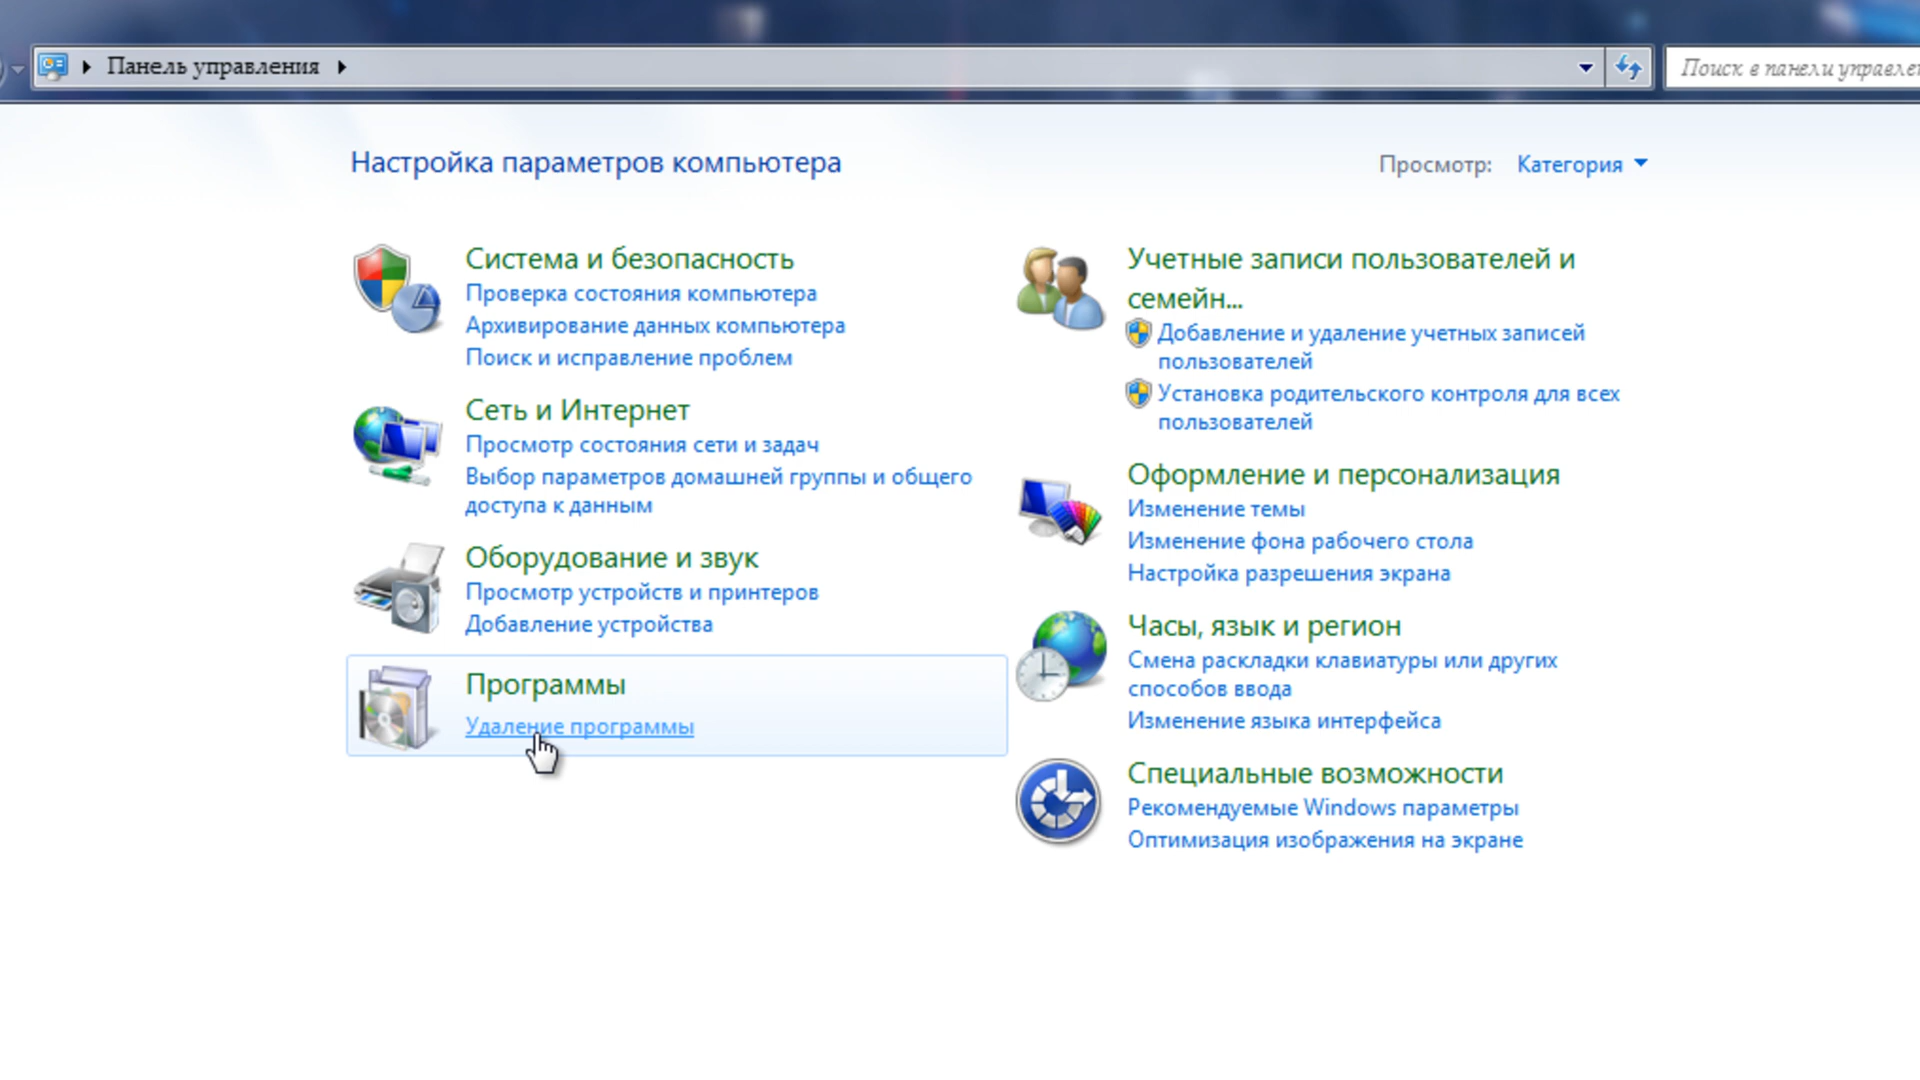 Панель управления
Поиск в панели
Настройка параметров компьютера
Просмотр: Категория
Система и безопасность
Проверка состояния компьютера
Архивирование данных компьютера
Поиск и исправление проблем
Сеть и Интернет
Просмотр состояния сети и задач
Выбор параметров домашней группы и общего
доступа к данным
Оборудование и звук
Просмотр устройств и принтеров
Добавление устройства
Программы
Удаление программы
Учетные записи пользователей и
семейн...
Добавление и удаление учетных записей
пользователей
Установка родительского контроля для всех
пользователей
Оформление и персонализация
Изменение темы
Изменение фона рабочего стола
Настройка разрешения экрана
Часы, язык и регион
Смена раскладки клавиатуры или других
способов ввода
Изменение языка интерфейса
Специальные возможности
Рекомендуемые Windows параметры
Оптимизация изображения на экране